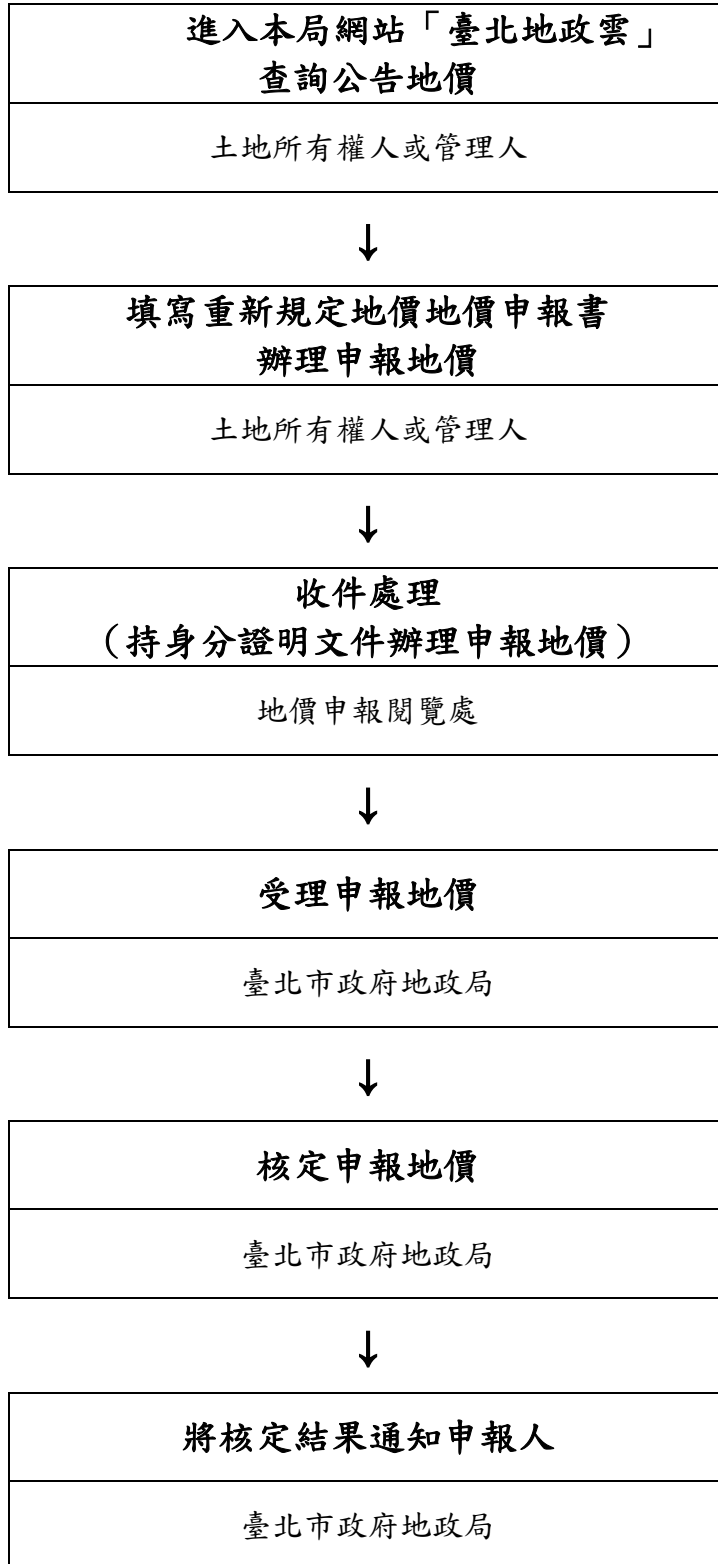 進入本局網站「臺北地政雲」
查詢公告地價
土地所有權人或管理人
↓
填寫重新規定地價地價申報書
辦理申報地價
土地所有權人或管理人
↓
收件處理
（持身分證明文件辦理申報地價）
地價申報閱覽處
↓
受理申報地價
臺北市政府地政局
↓
核定申報地價
臺北市政府地政局
↓
將核定結果通知申報人
臺北市政府地政局